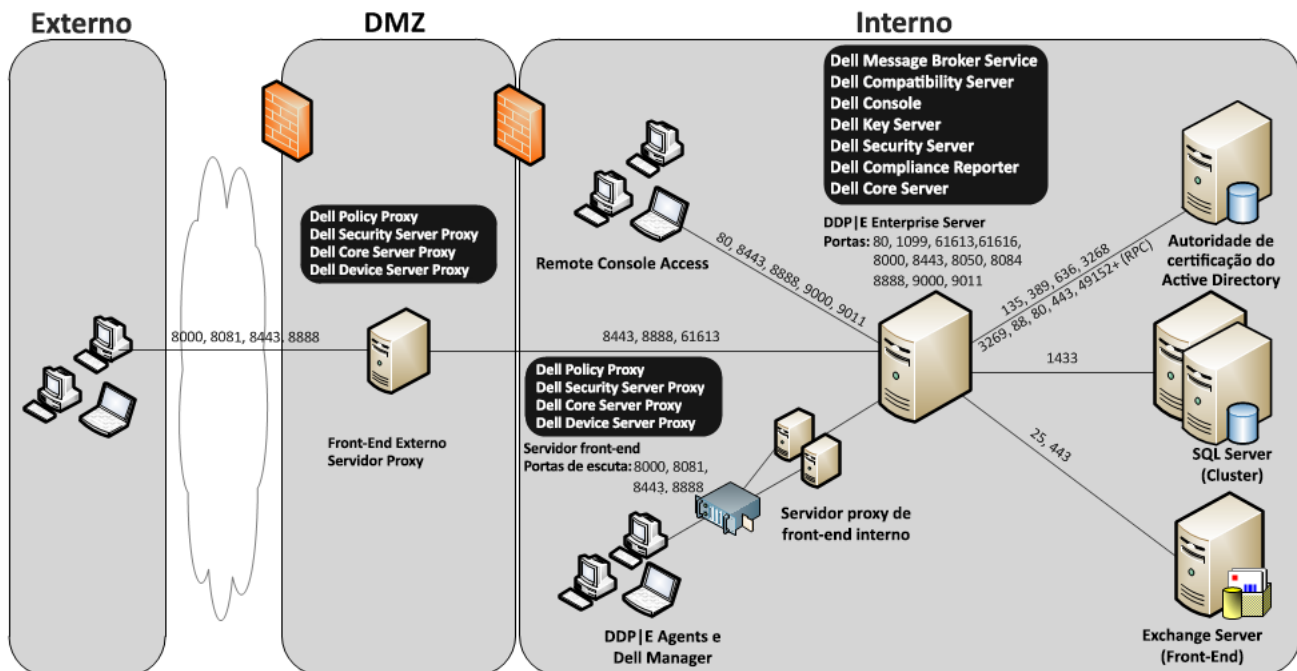 Externo
DMZ
Interno
Dell Message Broker Service
Dell Compatibility Server
Dell Console
Dell Key Server
Dell Security Server
Dell Compliance Reporter
Dell Core Server
Dell Policy Proxy
Dell Security Server Proxy
Dell Core Server Proxy
Dell Device Server Proxy
Remote Console Access
80, 8443, 8888, 9000, 9011
DDP|E Enterprise Server
Portas: 80, 1099, 61613,61616,
8000, 8443, 8050, 8084
8888, 9000, 9011
135, 389, 636, 3268
3269, 88, 80, 443, 49152+ (RPC)
Autoridade de
certificação do
Active Directory
8000, 8081, 8443, 8888
8443, 8888, 61613
1433
Dell Policy Proxy
Dell Security Server Proxy
Dell Core Server Proxy
Dell Device Server Proxy
Front-End Externo
Servidor Proxy
Servidor front-end
Portas de escuta: 8000, 8081,
8443, 8888
25, 443
SQL Server
(Cluster)
Servidor proxy de
front-end interno
DDP|E Agents e
Dell Manager
Exchange Server
(Front-End)